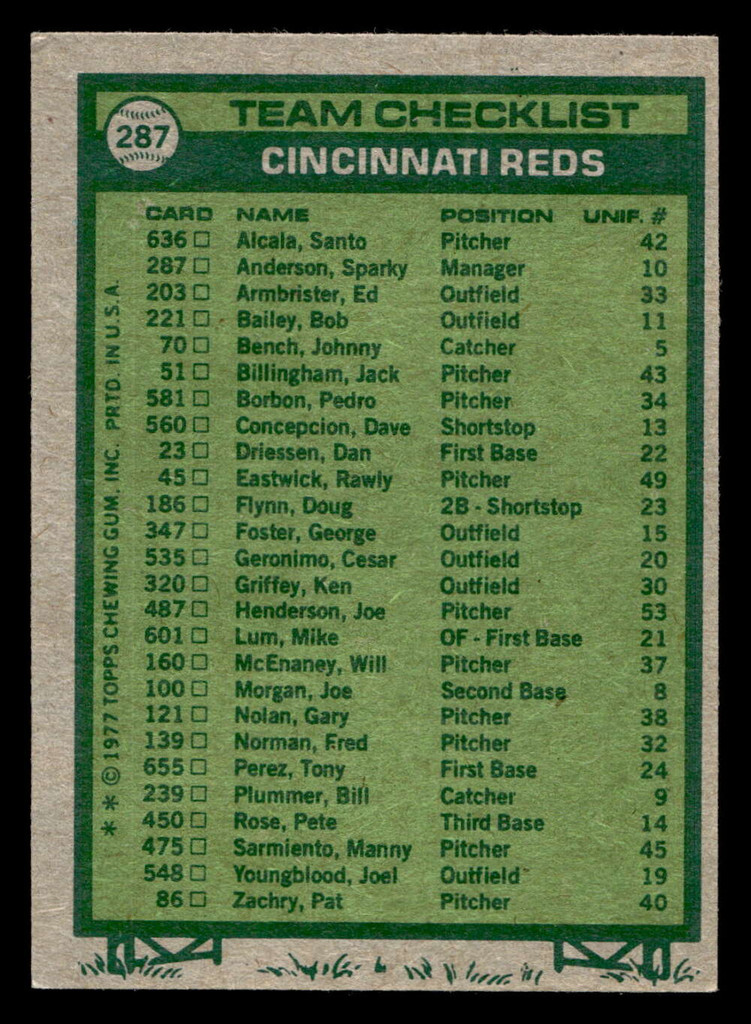 287
TEAM CHECKLIST
CINCINNATI REDS
CARD NAME POSITION UNIF. #
636 □ Alcala, Santo Pitcher 42
287 □ Anderson, Sparky Manager 10
203 □ Armbrister, Ed Outfield 33
221 □ Bailey, Bob Outfield 11
70 □ Bench, Johnny Catcher 5
51 □ Billingham, Jack Pitcher 43
581 □ Borbon, Pedro Pitcher 34
560 □ Concepcion, Dave Shortstop 13
23 □ Driessen, Dan First Base 22
45 □ Eastwick, Rawly Pitcher 49
186 □ Flynn, Doug 2B - Shortstop 23
347 □ Foster, George Outfield 15
535 □ Geronimo, Cesar Outfield 20
320 □ Griffey, Ken Outfield 30
487 □ Henderson, Joe Pitcher 53
601 □ Lum, Mike OF - First Base 21
160 □ McEnaney, Will Pitcher 37
100 □ Morgan, Joe Second Base 8
121 □ Nolan, Gary Pitcher 38
139 □ Norman, Fred Pitcher 32
655 □ Perez, Tony First Base 24
239 □ Plummer, Bill Catcher 9
450 □ Rose, Pete Third Base 14
475 □ Sarmiento, Manny Pitcher 45
548 □ Youngblood, Joel Outfield 19
86 □ Zachry, Pat Pitcher 40
* * © 1977 TOPPS CHEWING GUM, INC. PRTD. IN U.S.A.